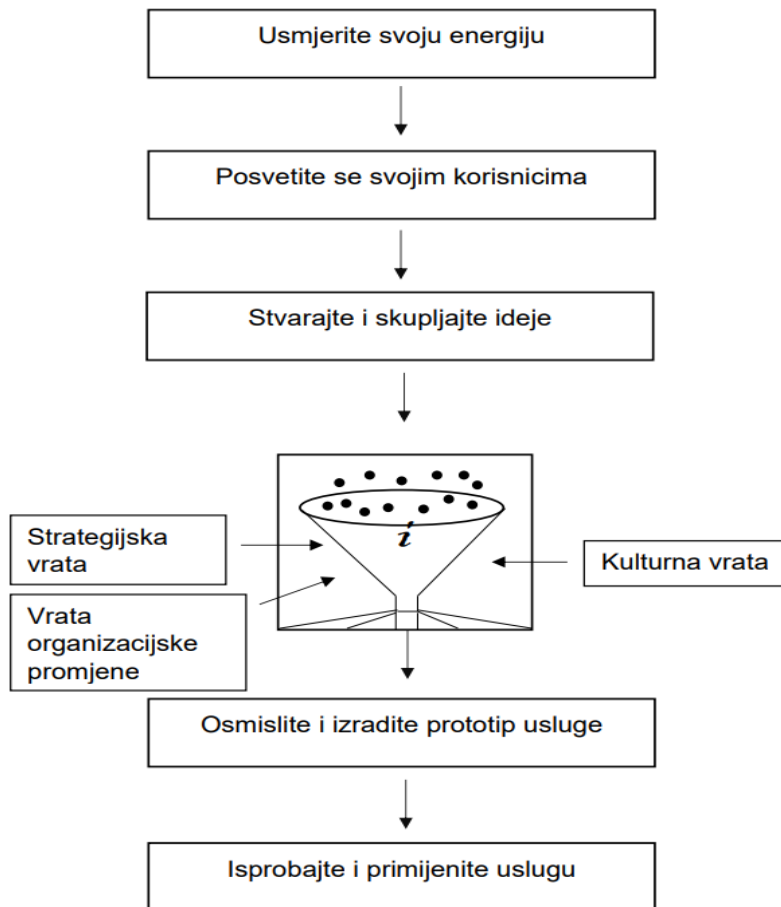 Usmjerite svoju energiju
Posvetite se svojim korisnicima
Stvarajte i skupljajte ideje
i
Strategijska
vrata
Kulturna vrata
Vrata
organizacijske
promjene
Osmislite i izradite prototip usluge
Isprobajte i primijenite uslugu